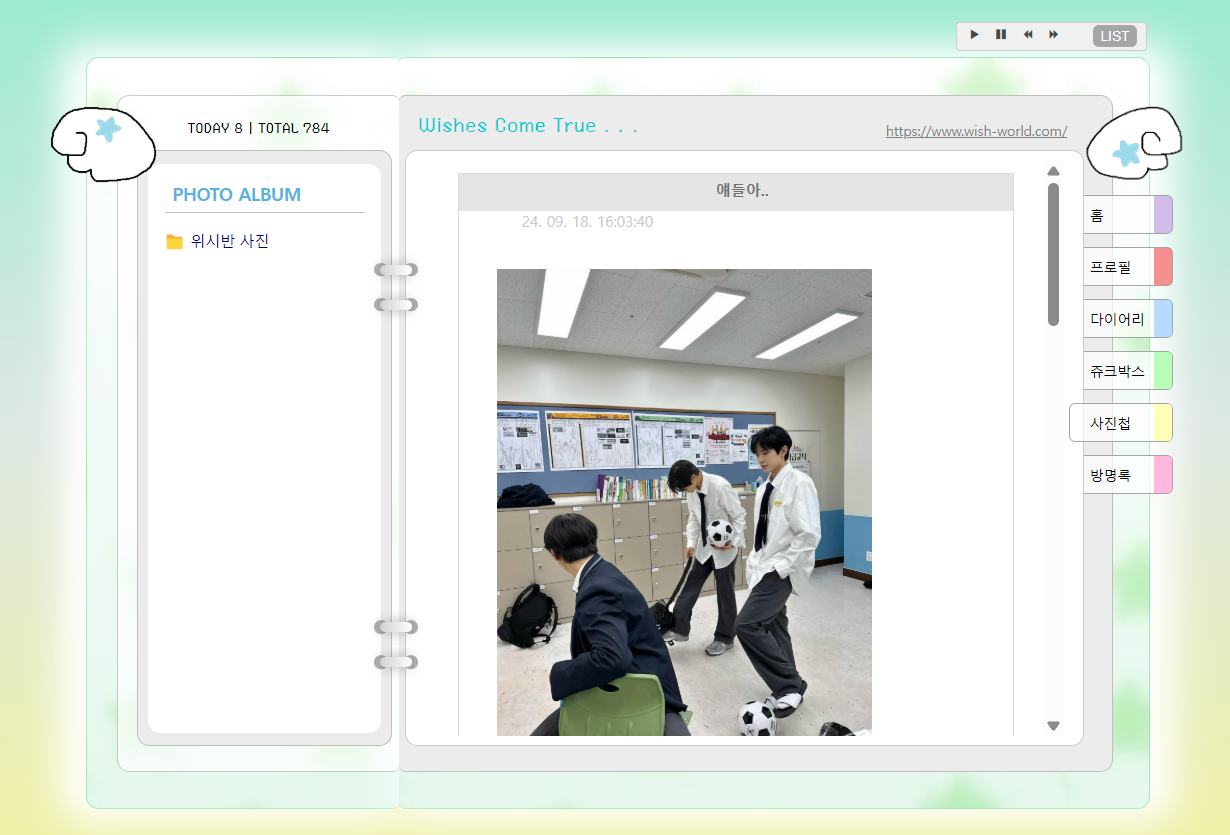 LIST
TODAY 8 | TOTAL 784
Wishes Come True . . .
https://www.wish-world.com/
PHOTO ALBUM
위시반 사진
얘들아..
24. 09. 18. 16:03:40
홈
프로필
다이어리
쥬크박스
사진첩
방명록